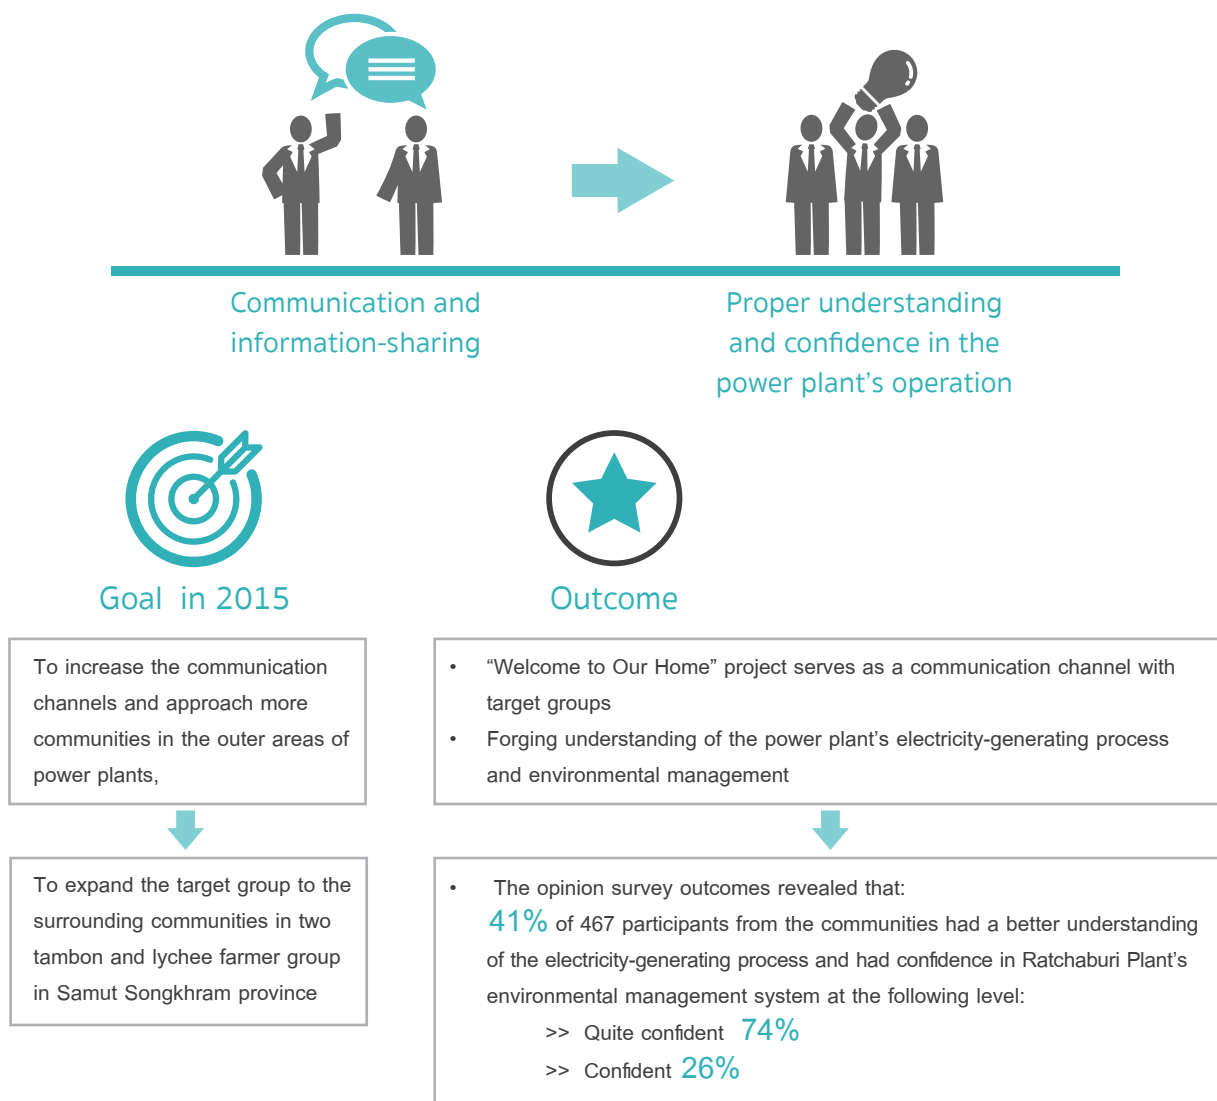 Communication and
information-sharing
Proper understanding
and confidence in the
power plant's operation
Goal in 2015
To increase the communication
channels and approach more
communities in the outer areas of
power plants,
To expand the target group to the
surrounding communities in two
tambon and lychee farmer group
in Samut Songkhram province
Outcome
• “Welcome to Our Home” project serves as a communication channel with
target groups
• Forging understanding of the power plant’s electricity-generating process
and environmental management
• The opinion survey outcomes revealed that:
41% of 467 participants from the communities had a better understanding
of the electricity-generating process and had confidence in Ratchaburi Plant’s
environmental management system at the following level:
>> Quite confident 74%
>> Confident 26%